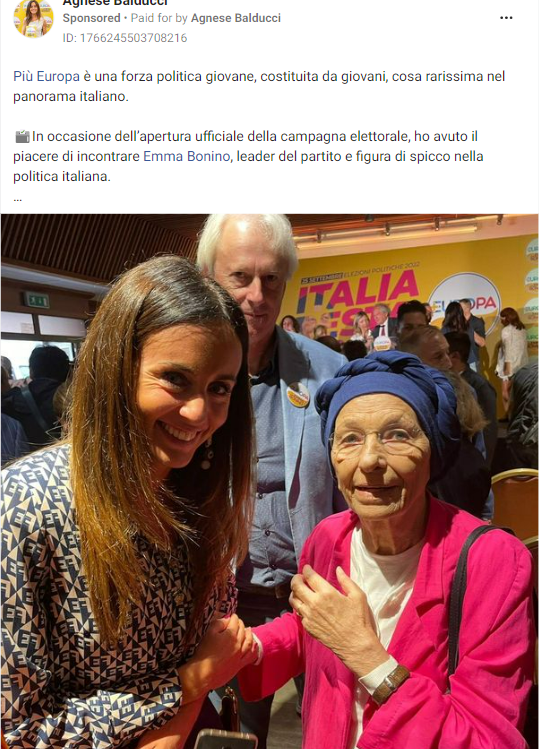 Agnese Balducci
Sponsored • Paid for by Agnese Balducci
ID: 1766245503708216
Più Europa è una forza politica giovane, costituita da giovani, cosa rarissima nel
panorama italiano.
In occasione dell’apertura ufficiale della campagna elettorale, ho avuto il
piacere di incontrare Emma Bonino, leader del partito e figura di spicco nella
politica italiana.
...
25 SETTEMBRE ELEZIONI POLITICHE 2022
ITALIA
EUROPA